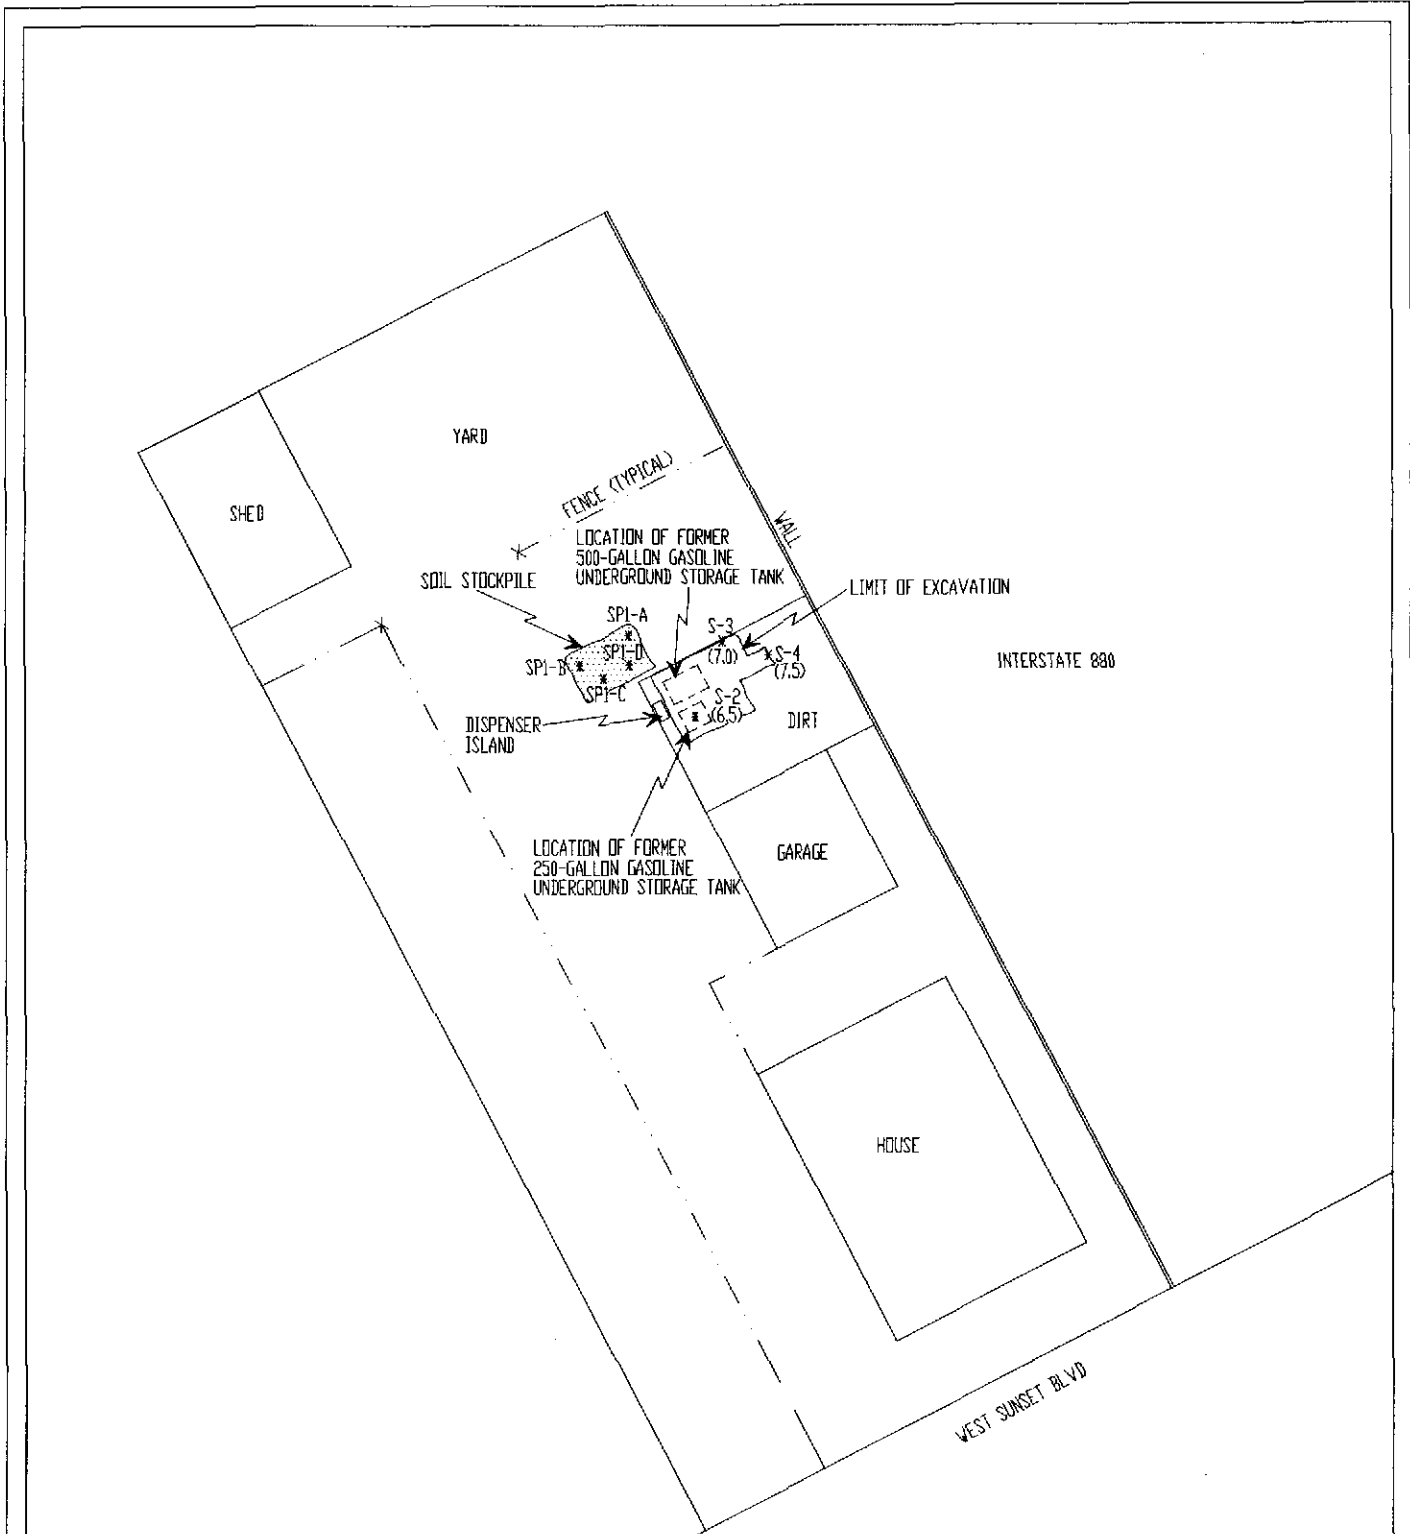 YARD
SHED
FENCE (TYPICAL)
WALL
LOCATION OF FORMER
500-GALLON GASOLINE
UNDERGROUND STORAGE TANK
SOIL STOCKPILE
LIMIT OF EXCAVATION
SP1-A
S-3
(7.0)
SP1-D
SP1-B
S-4
(7.5)
INTERSTATE 880
SP1-C
S-2
(6.5)
DIRT
DISPENSER
ISLAND
LOCATION OF FORMER
250-GALLON GASOLINE
UNDERGROUND STORAGE TANK
GARAGE
HOUSE
WEST SUNSET BLVD